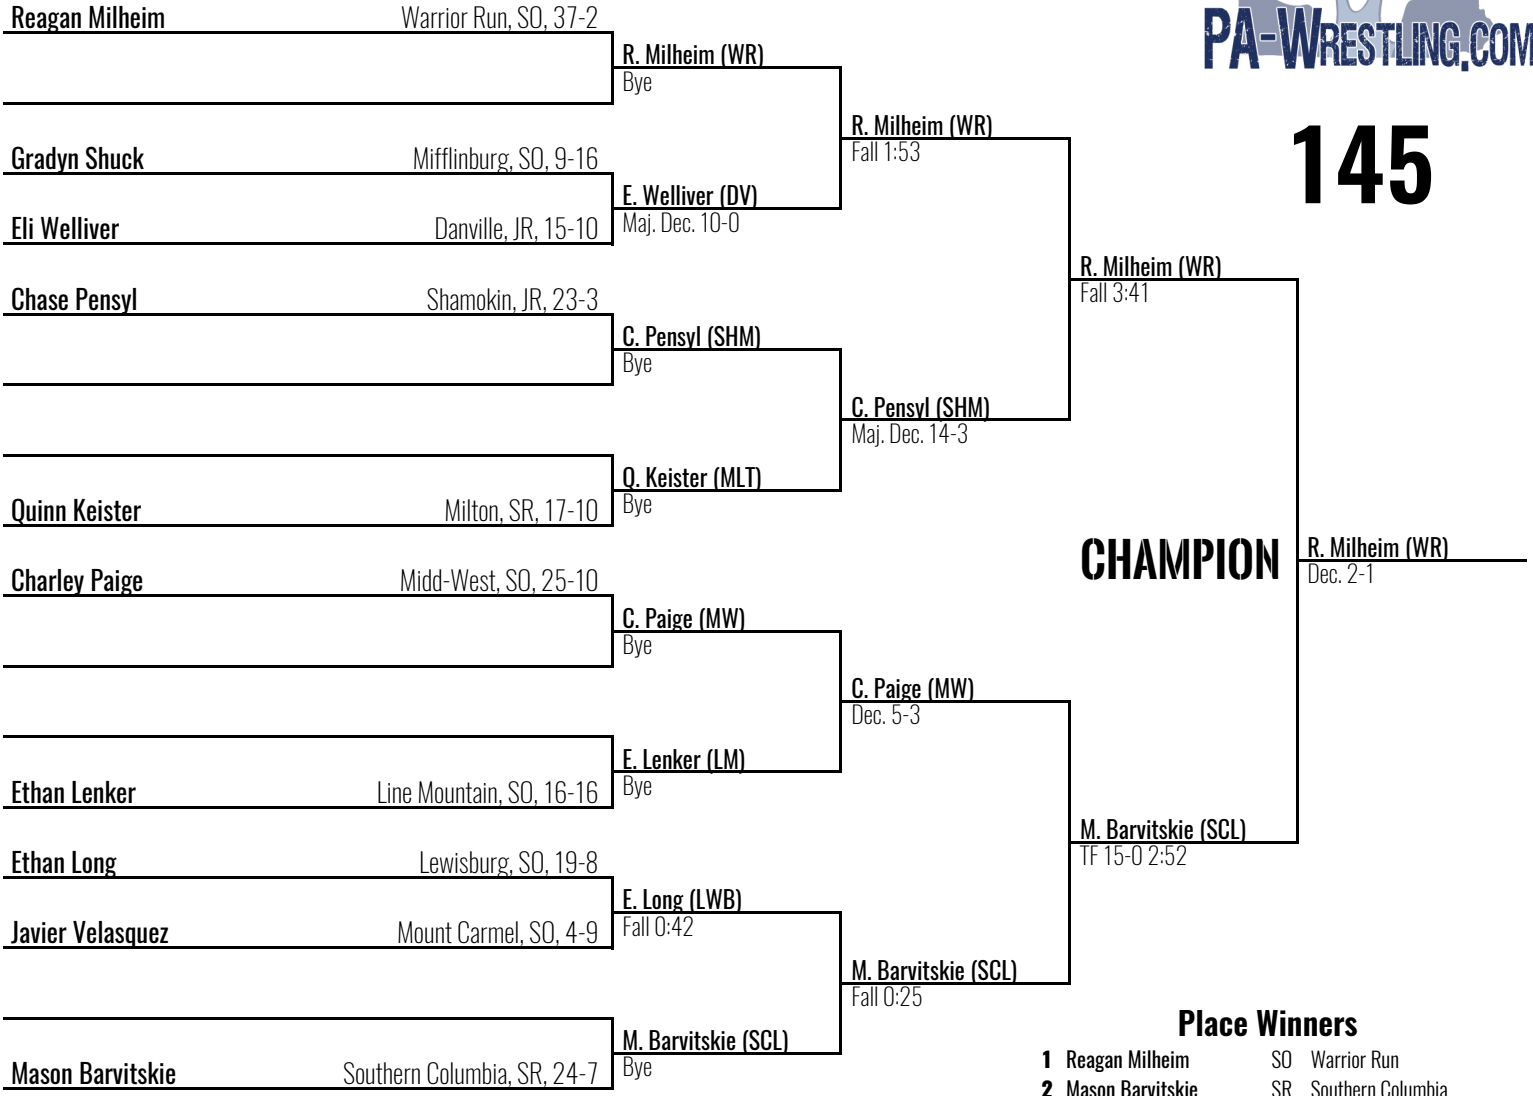 PA-WRESTLING.COM
145
Reagan Milheim Warrior Run, SO, 37-2
R. Milheim (WR)
Bye
R. Milheim (WR)
Fall 1:53
Gradyn Shuck Mifflinburg, SO, 9-16
E. Welliver (DV)
Maj. Dec. 10-0
Eli Welliver Danville, JR, 15-10
R. Milheim (WR)
Fall 3:41
Chase Pensyl Shamokin, JR, 23-3
C. Pensyl (SHM)
Bye
C. Pensyl (SHM)
Maj. Dec. 14-3
Q. Keister (MLT)
Bye
Quinn Keister Milton, SR, 17-10
CHAMPION
R. Milheim (WR)
Dec. 2-1
Charley Paige Midd-West, SO, 25-10
C. Paige (MW)
Bye
C. Paige (MW)
Dec. 5-3
E. Lenker (LM)
Bye
Ethan Lenker Line Mountain, SO, 16-16
M. Barvitskie (SCL)
TF 15-0 2:52
Ethan Long Lewisburg, SO, 19-8
E. Long (LWB)
Fall 0:42
Javier Velasquez Mount Carmel, SO, 4-9
M. Barvitskie (SCL)
Fall 0:25
M. Barvitskie (SCL)
Bye
Mason Barvitskie Southern Columbia, SR, 24-7
Place Winners
1 Reagan Milheim SO Warrior Run
2 Mason Barvitskie SR Southern Columbia